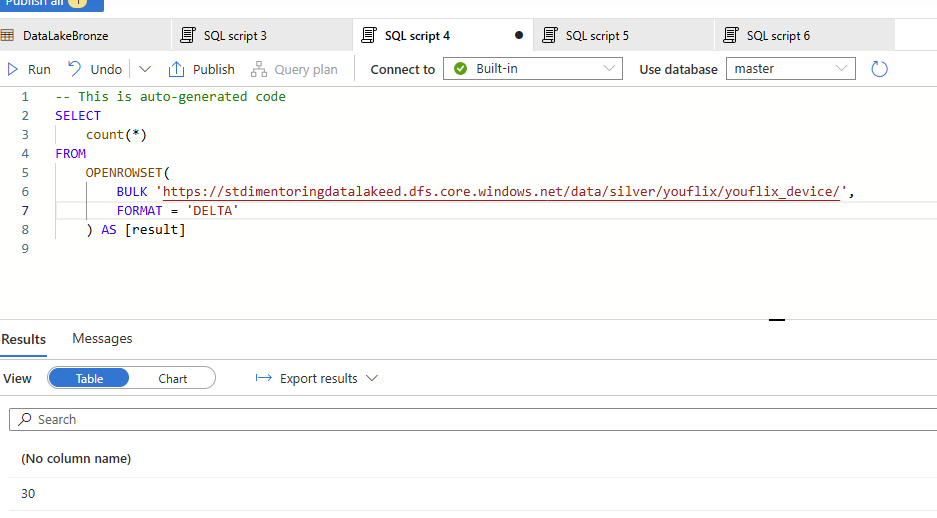 Publish all 1
DataLakeBronze SQL script 3 SQL script 4 SQL script 5 SQL script 6
Run Undo Publish Query plan Connect to Built-in Use database master
1 -- This is auto-generated code
2 SELECT
3 count(*)
4 FROM
5 OPENROWSET(
6 BULK 'https://stdimentoringdatalakeed.dfs.core.windows.net/data/silver/youflix/youflix_device/',
7 FORMAT = 'DELTA'
8 ) AS [result]
9
Results Messages
View Table Chart Export results
Search
(No column name)
30